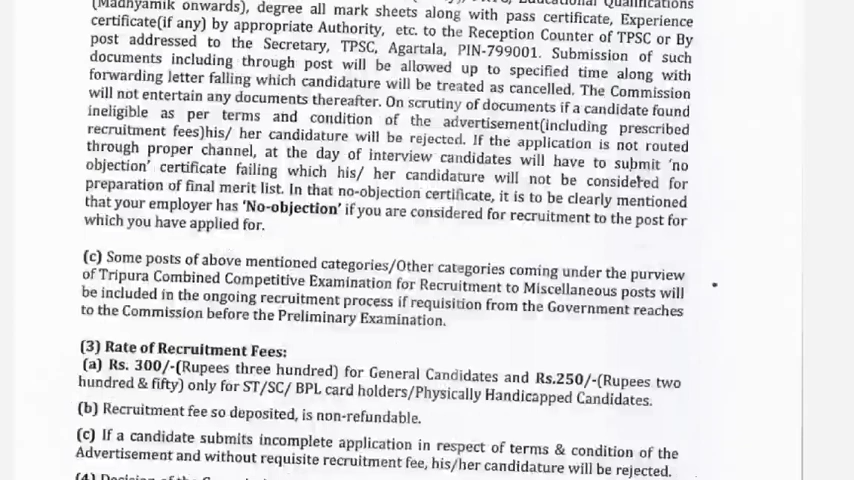 (Madhyamik onwards), degree all mark sheets along with pass certificate, Experience
certificate(if any) by appropriate Authority, etc. to the Reception Counter of TPSC or By
post addressed to the Secretary, TPSC, Agartala, PIN-799001. Submission of such
documents including through post will be allowed up to specified time along with
forwarding letter falling which candidature will be treated as cancelled. The Commission
will not entertain any documents thereafter. On scrutiny of documents if a candidate found
ineligible as per terms and condition of the advertisement(including prescribed
recruitment fees)his/ her candidature will be rejected. If the application is not routed
through proper channel, at the day of interview candidates will have to submit 'no
objection' certificate failing which his/ her candidature will not be considered for
preparation of final merit list. In that no-objection certificate, it is to be clearly mentioned
that your employer has 'No-objection' if you are considered for recruitment to the post for
which you have applied for.
(c) Some posts of above mentioned categories/Other categories coming under the purview
of Tripura Combined Competitive Examination for Recruitment to Miscellaneous posts will
be included in the ongoing recruitment process if requisition from the Government reaches
to the Commission before the Preliminary Examination.
(3) Rate of Recruitment Fees:
(a) Rs. 300/-(Rupees three hundred) for General Candidates and Rs.250/-(Rupees two
hundred & fifty) only for ST/SC/ BPL card holders/Physically Handicapped Candidates.
(b) Recruitment fee so deposited, is non-refundable.
(c) If a candidate submits incomplete application in respect of terms & condition of the
Advertisement and without requisite recruitment fee, his/her candidature will be rejected.